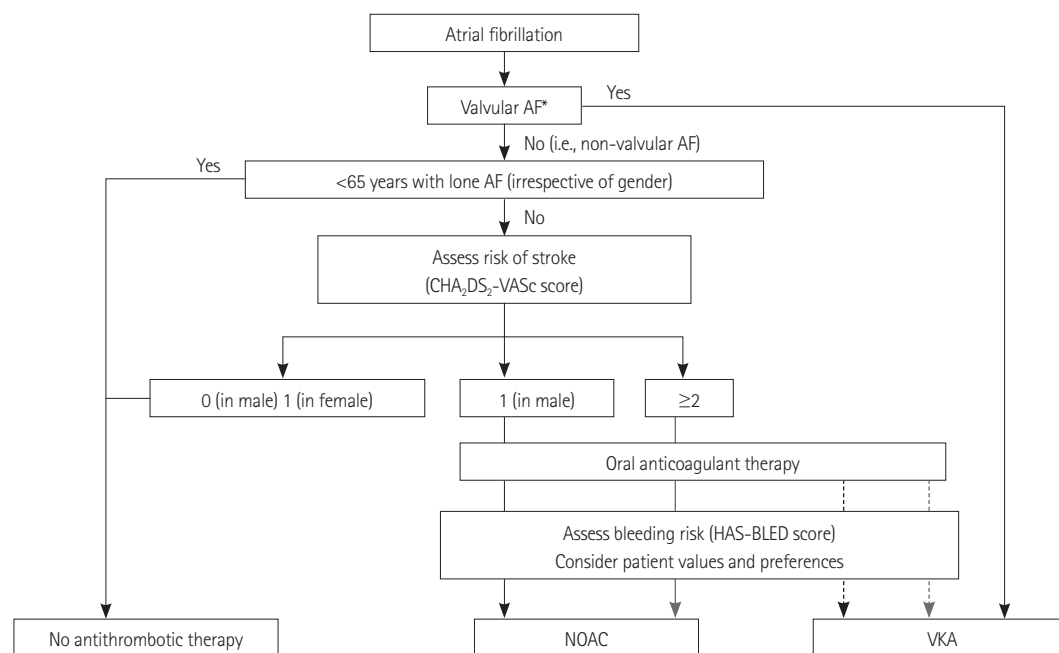 Atrial fibrillation
Valvular AF*
Yes
No (i.e., non-valvular AF)
Yes
<65 years with lone AF (irrespective of gender)
No
Assess risk of stroke
(CHA₂DS₂-VASc score)
0 (in male) 1 (in female)
1 (in male)
≥2
Oral anticoagulant therapy
Assess bleeding risk (HAS-BLED score)
Consider patient values and preferences
No antithrombotic therapy
NOAC
VKA